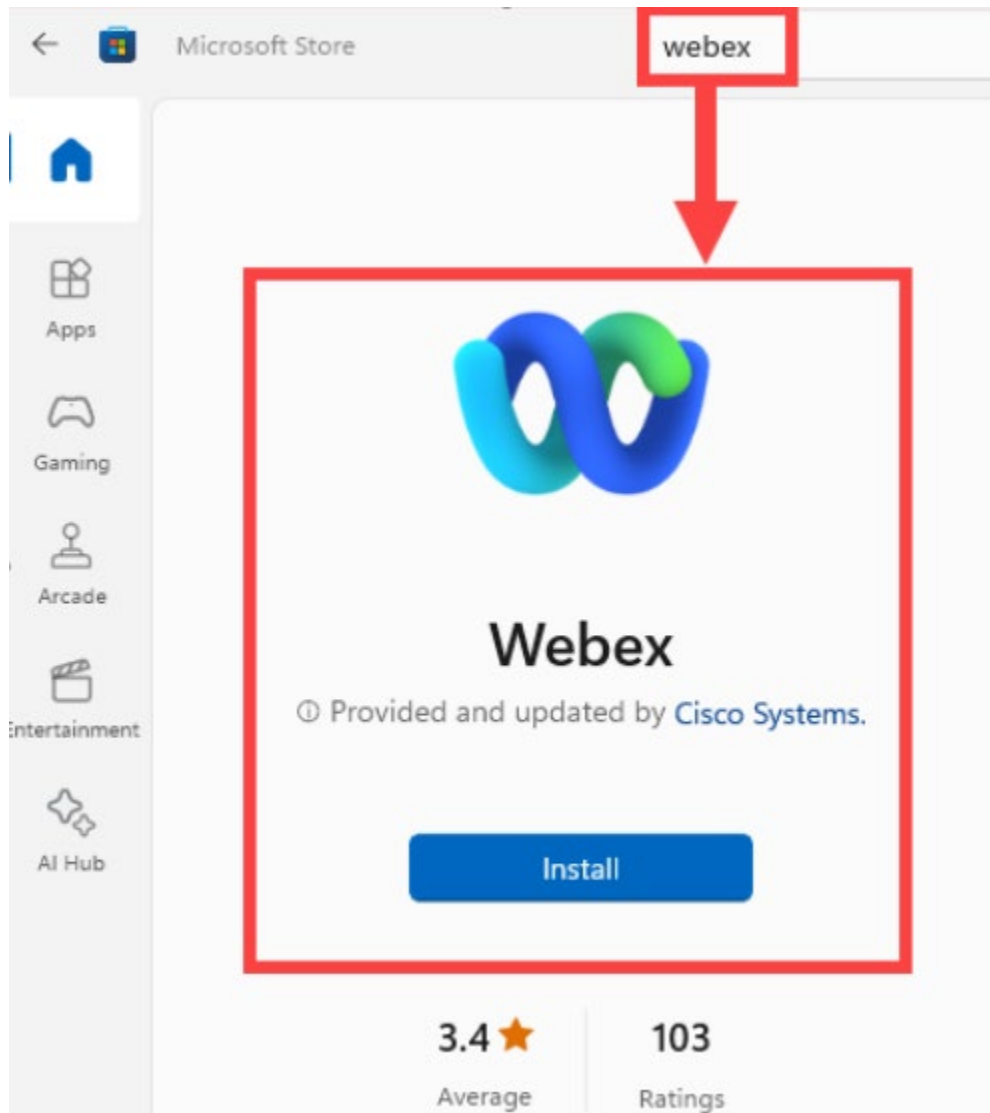 Microsoft Store
webex
Apps
Gaming
Arcade
Entertainment
AI Hub
Webex
Provided and updated by Cisco Systems.
Install
3.4
103
Average
Ratings